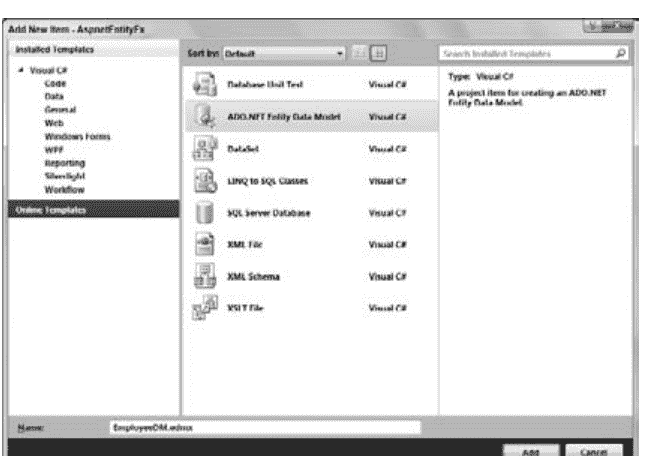 Add New Item - AspnetEntityFx
Installed Templates
Sort by: Default
Search Installed Templates
Visual C#
Code
Data
General
Web
Windows Forms
WPF
Reporting
Silverlight
Workflow
Online Templates
Database Unit Test Visual C#
ADO.NET Entity Data Model Visual C#
DataSet Visual C#
LINQ to SQL Classes Visual C#
SQL Server Database Visual C#
XML File Visual C#
XML Schema Visual C#
XSLT File Visual C#
Type: Visual C#
A project item for creating an ADO.NET
Entity Data Model.
Name: EmployeeDM.edmx
Add Cancel